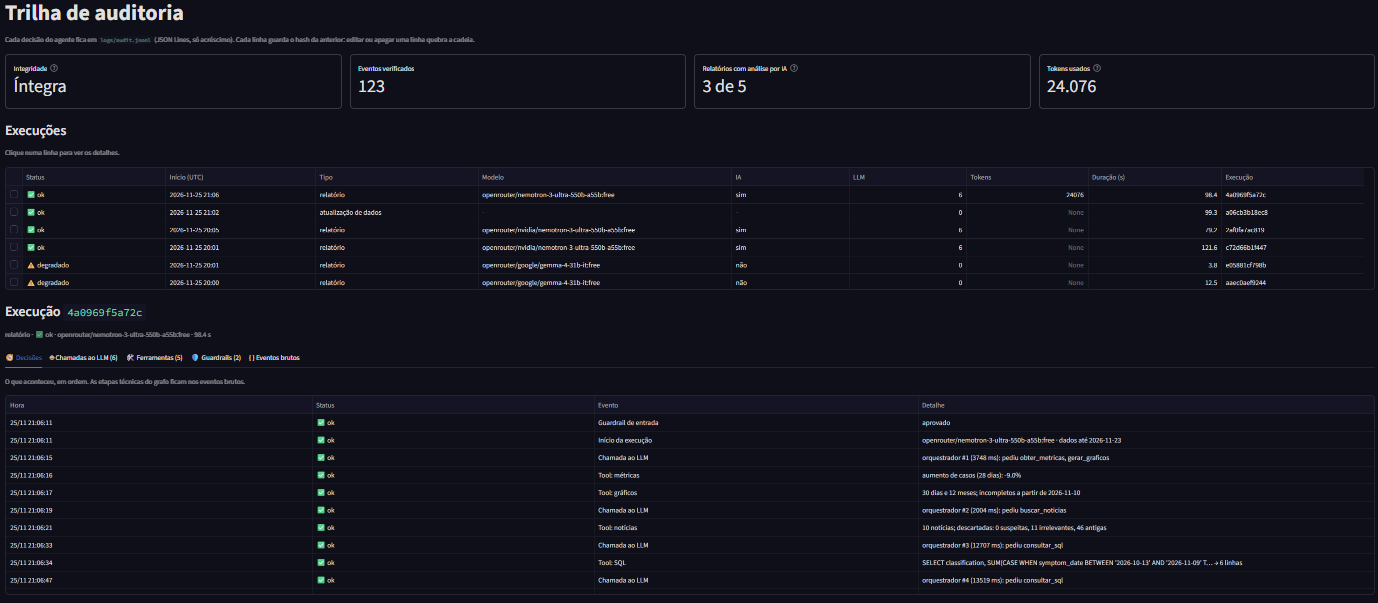 Trilha de auditoria
Cada decisão do agente fica em logs/audit.jsonl (JSON Lines, só acréscimo). Cada linha guarda o hash da anterior: editar ou apagar uma linha quebra a cadeia.
Integridade
Íntegra
Eventos verificados
123
Relatórios com análise por IA
3 de 5
Tokens usados
24.076
Execuções
Clique numa linha para ver os detalhes.
Status Início (UTC) Tipo Modelo IA LLM Tokens Duração (s) Execução
ok 2026-11-25 21:06 relatório openrouter/nemotron-3-ultra-550b-a55b:free sim 6 24076 98.4 4a0969f5a72c
ok 2026-11-25 21:02 atualização de dados - - 0 None 99.3 a06cb3b18ec8
ok 2026-11-25 20:05 relatório openrouter/nvidia/nemotron-3-ultra-550b-a55b:free sim 6 None 79.2 2af0fa7ac819
ok 2026-11-25 20:01 relatório openrouter/nvidia/nemotron-3-ultra-550b-a55b:free sim 6 None 121.6 c72d66b1f447
degradado 2026-11-25 20:01 relatório openrouter/google/gemma-4-31b-it:free não 0 None 3.8 e05881cf798b
degradado 2026-11-25 20:00 relatório openrouter/google/gemma-4-31b-it:free não 0 None 12.5 aaec0aef9244
Execução 4a0969f5a72c
relatório - ok - openrouter/nemotron-3-ultra-550b-a55b:free - 98.4 s
Decisões Chamadas ao LLM (6) Ferramentas (5) Guardrails (2) Eventos brutos
O que aconteceu, em ordem. As etapas técnicas do grafo ficam nos eventos brutos.
Hora Status Evento Detalhe
25/11 21:06:11 ok Guardrail de entrada aprovado
25/11 21:06:11 ok Início da execução openrouter/nemotron-3-ultra-550b-a55b:free - dados até 2026-11-23
25/11 21:06:15 ok Chamada ao LLM orquestrador #1 (3748 ms): pediu obter_metricas, gerar_graficos
25/11 21:06:16 ok Tool: métricas aumento de casos (28 dias): -9.0%
25/11 21:06:17 ok Tool: gráficos 30 dias e 12 meses; incompletos a partir de 2026-11-10
25/11 21:06:19 ok Chamada ao LLM orquestrador #2 (2004 ms): pediu buscar_noticias
25/11 21:06:21 ok Tool: notícias 10 notícias; descartadas: 0 suspeitas, 11 irrelevantes, 46 antigas
25/11 21:06:33 ok Chamada ao LLM orquestrador #3 (12707 ms): pediu consultar_sql
25/11 21:06:34 ok Tool: SQL SELECT classification, SUM(CASE WHEN symptom_date BETWEEN '2026-10-13' AND '2026-11-09' T... → 6 linhas
25/11 21:06:47 ok Chamada ao LLM orquestrador #4 (13519 ms): pediu consultar_sql